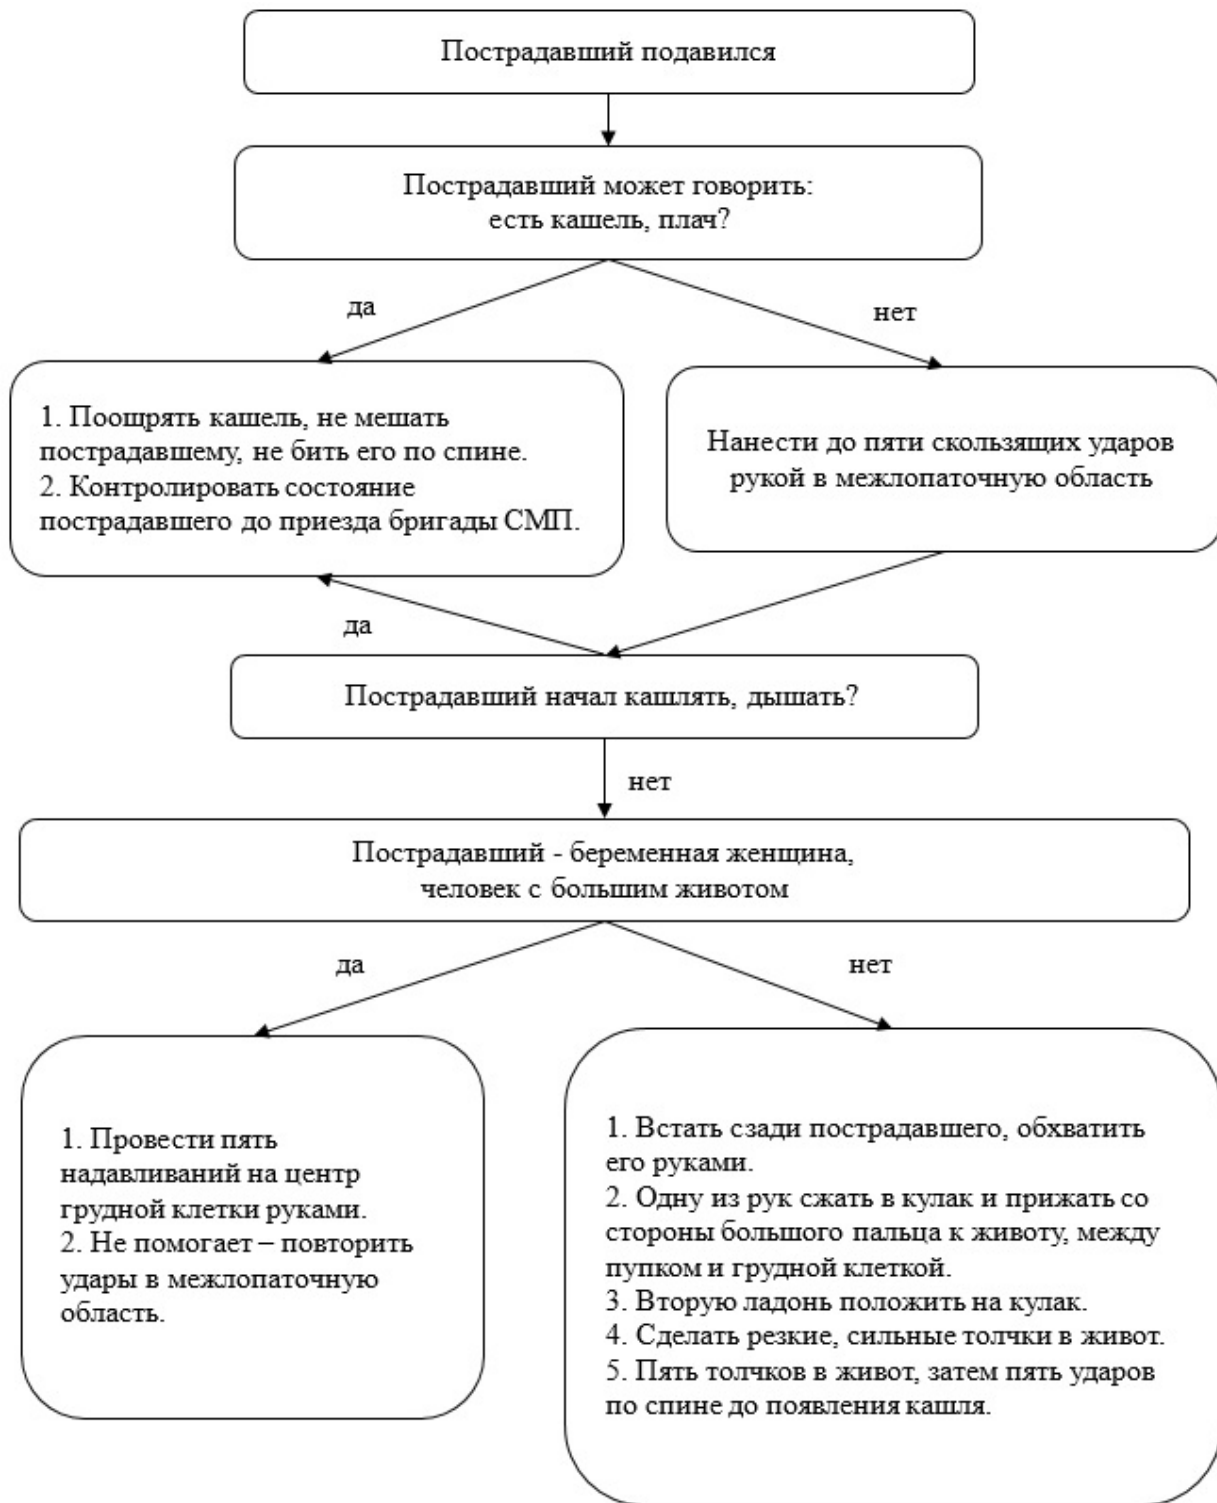 Пострадавший подавился
Пострадавший может говорить:
есть кашель, плач?
да
нет
1. Поощрять кашель, не мешать
пострадавшему, не бить его по спине.
2. Контролировать состояние
пострадавшего до приезда бригады СМП.
Нанести до пяти скользящих ударов
рукой в межлопаточную область
да
Пострадавший начал кашлять, дышать?
нет
Пострадавший - беременная женщина,
человек с большим животом
да
нет
1. Провести пять
надавливаний на центр
грудной клетки руками.
2. Не помогает – повторить
удары в межлопаточную
область.
1. Встать сзади пострадавшего, обхватить
его руками.
2. Одну из рук сжать в кулак и прижать со
стороны большого пальца к животу, между
пупком и грудной клеткой.
3. Вторую ладонь положить на кулак.
4. Сделать резкие, сильные толчки в живот.
5. Пять толчков в живот, затем пять ударов
по спине до появления кашля.